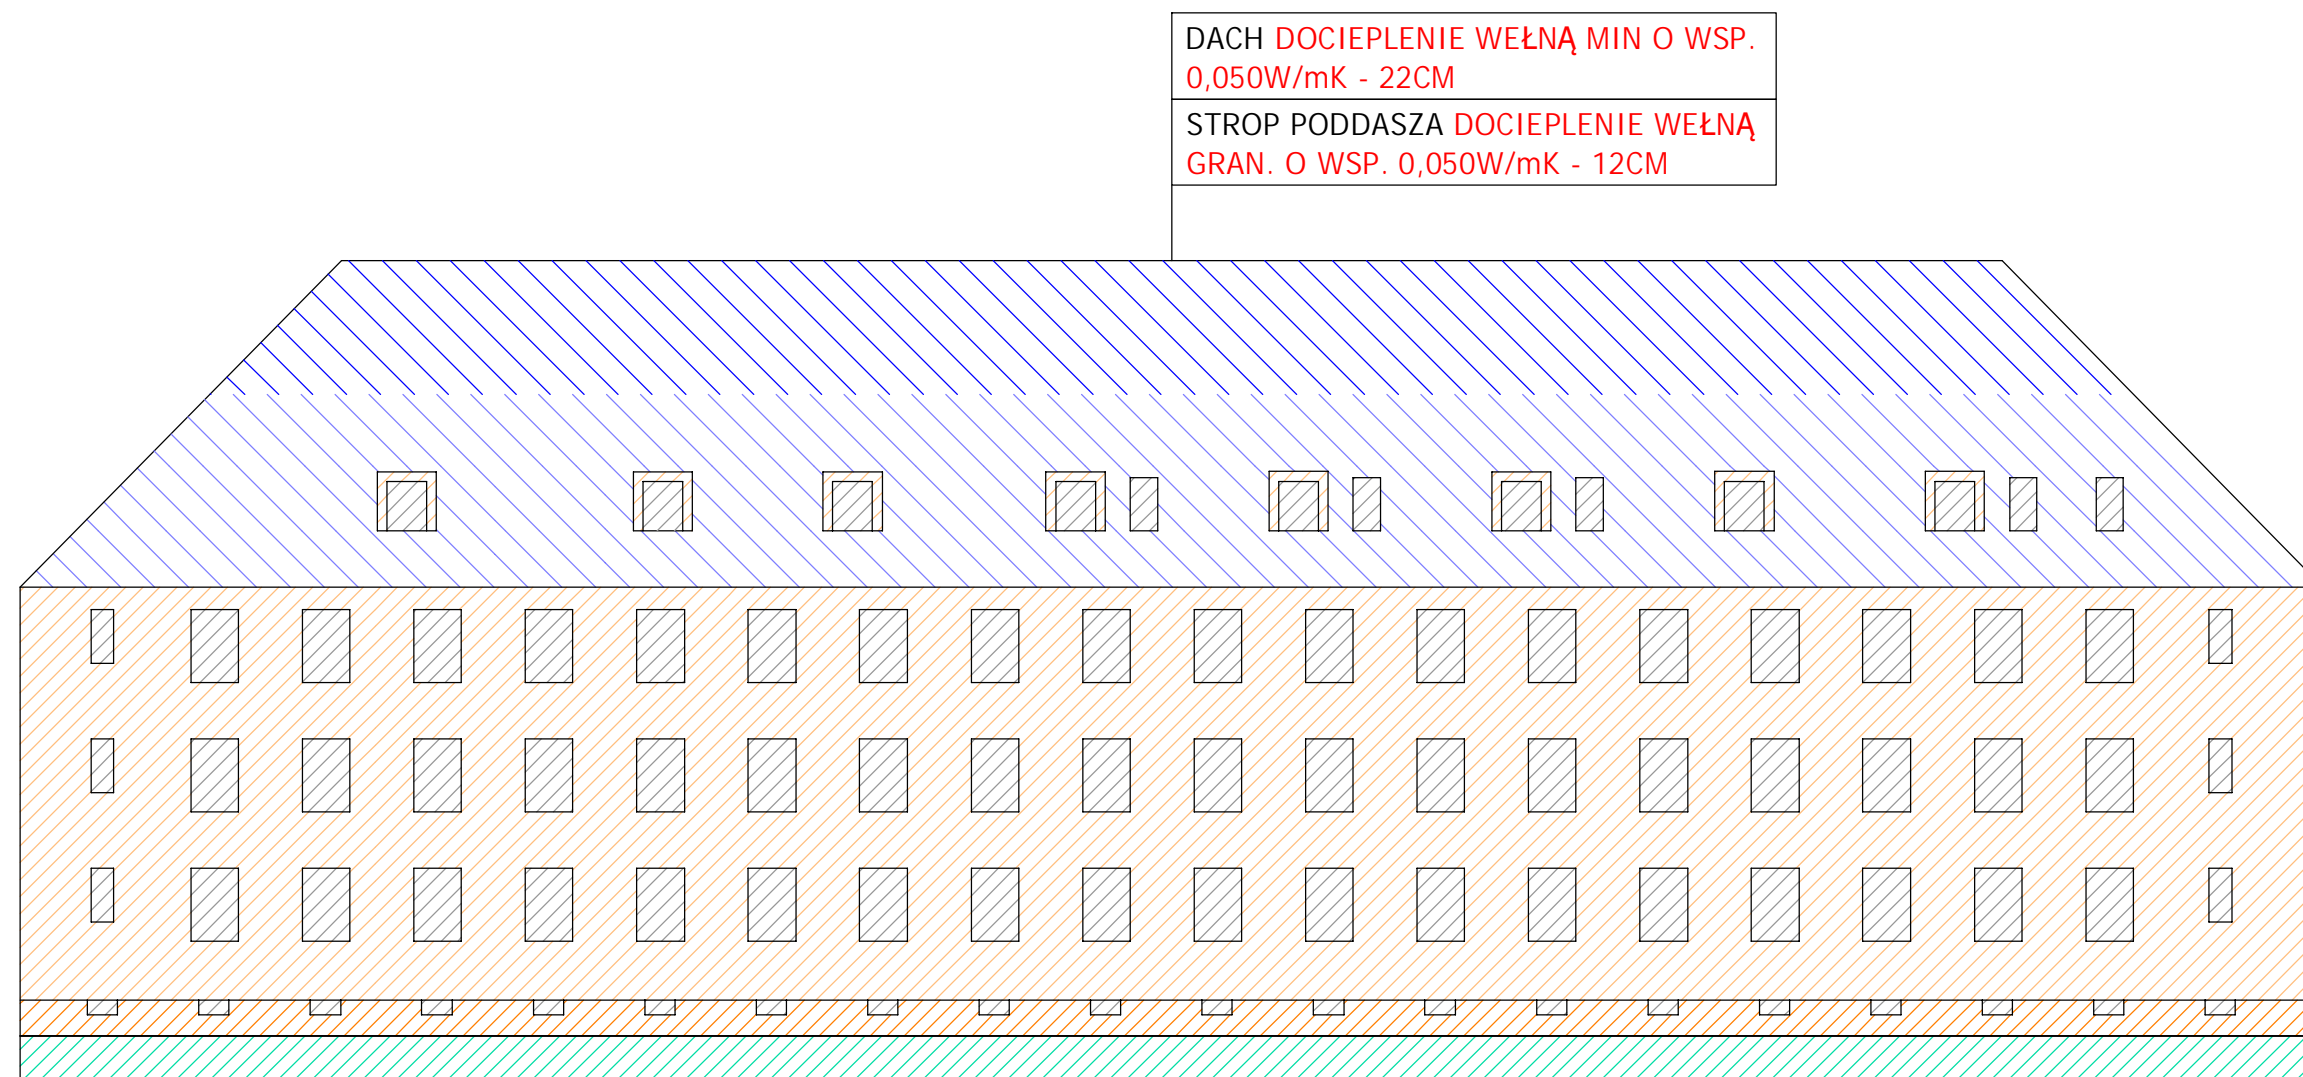 DACH DOCIEPLENIE WEŁNĄ MIN O WSP.
0,050W/mK - 22CM
STROP PODDASZA DOCIEPLENIE WEŁNĄ
GRAN. O WSP. 0,050W/mK - 12CM